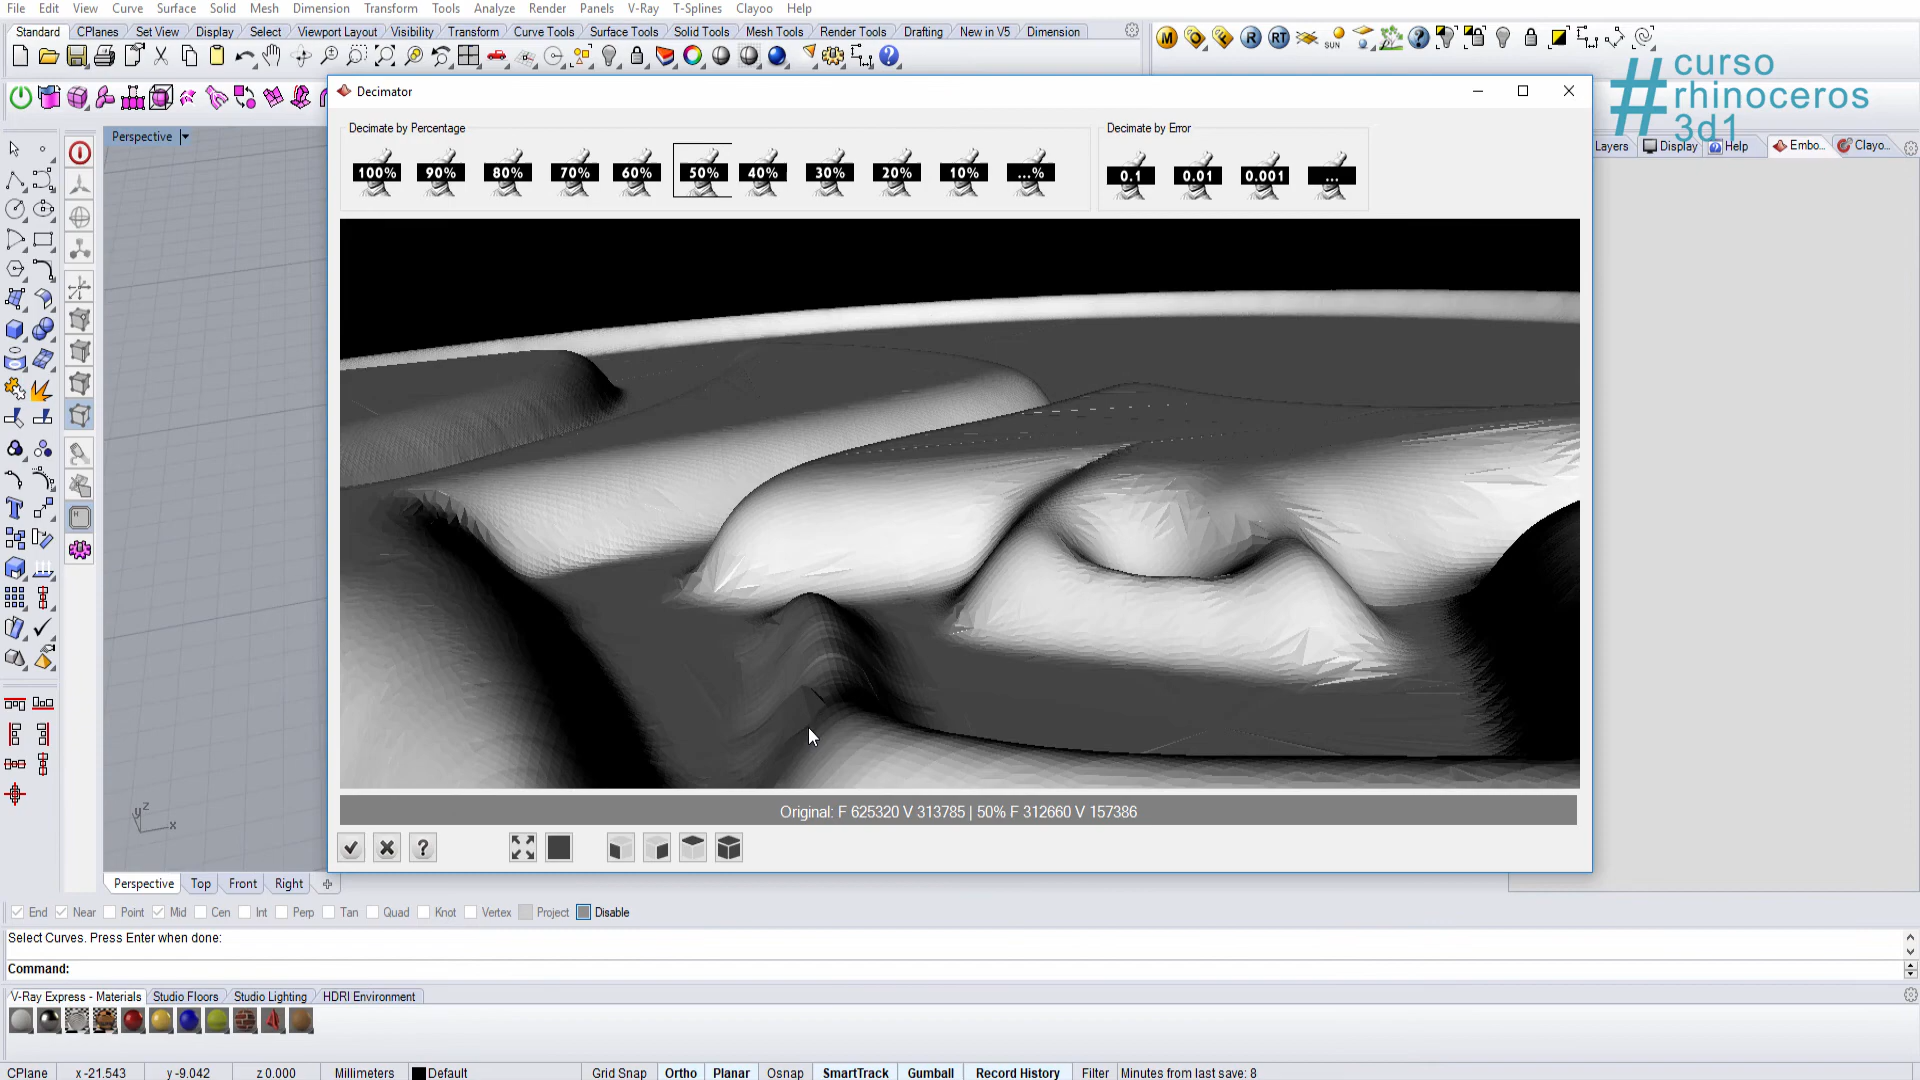 File Edit View Curve Surface Solid Mesh Dimension Transform Tools Analyze Render Panels V-Ray T-Splines Clayoo Help
Standard CPlanes Set View Display Select Viewport Layout Visibility Transform Curve Tools Surface Tools Solid Tools Mesh Tools Render Tools Drafting New in V5 Dimension
SUN
# curso
rhinoceros
3d1
Decimator
Perspective
Layers Display Help Embo... Clayo...
Decimate by Percentage
Decimate by Error
100% 90% 80% 70% 60% 50% 40% 30% 20% 10% ...%
0.1 0.01 0.001 ...
y z x
Original: F 625320 V 313785 | 50% F 312660 V 157386
Perspective Top Front Right
End Near Point Mid Cen Int Perp Tan Quad Knot Vertex Project Disable
Select Curves. Press Enter when done:
Command:
V-Ray Express - Materials Studio Floors Studio Lighting HDRI Environment
CPlane x -21.543 y -9.042 z 0.000 Millimeters Default Grid Snap Ortho Planar Osnap SmartTrack Gumball Record History Filter Minutes from last save: 8